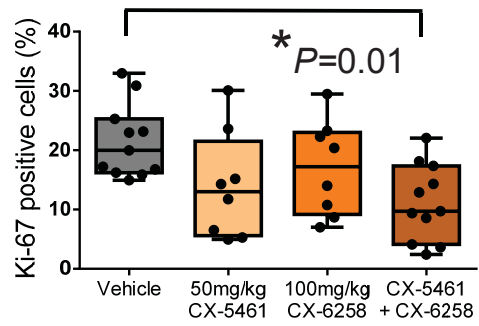 Ki-67 positive cells (%)
40
30
20
10
0
*P=0.01
Vehicle
50mg/kg
CX-5461
100mg/kg
CX-6258
CX-5461
+ CX-6258